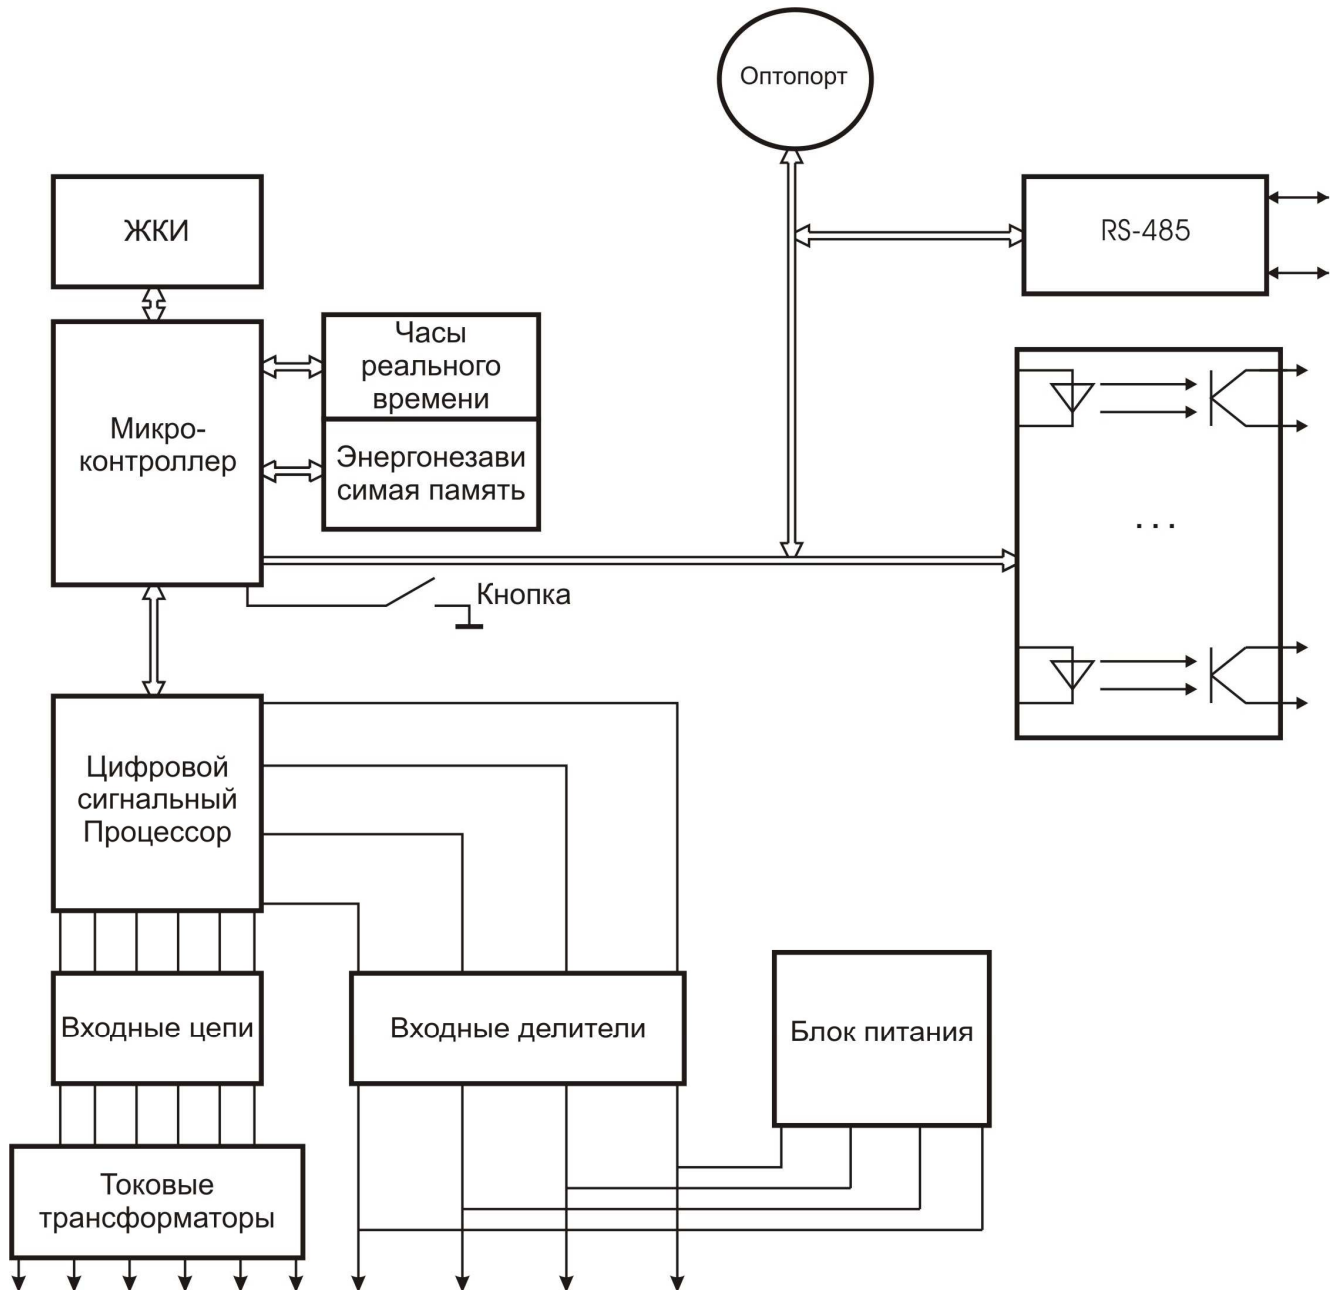 Оптопорт
ЖКИ
RS-485
Часы
реального
времени
Микро-
контроллер
Энергонезави
симая память
...
Кнопка
Цифровой
сигнальный
Процессор
Входные цепи
Входные делители
Блок питания
Токовые
трансформаторы